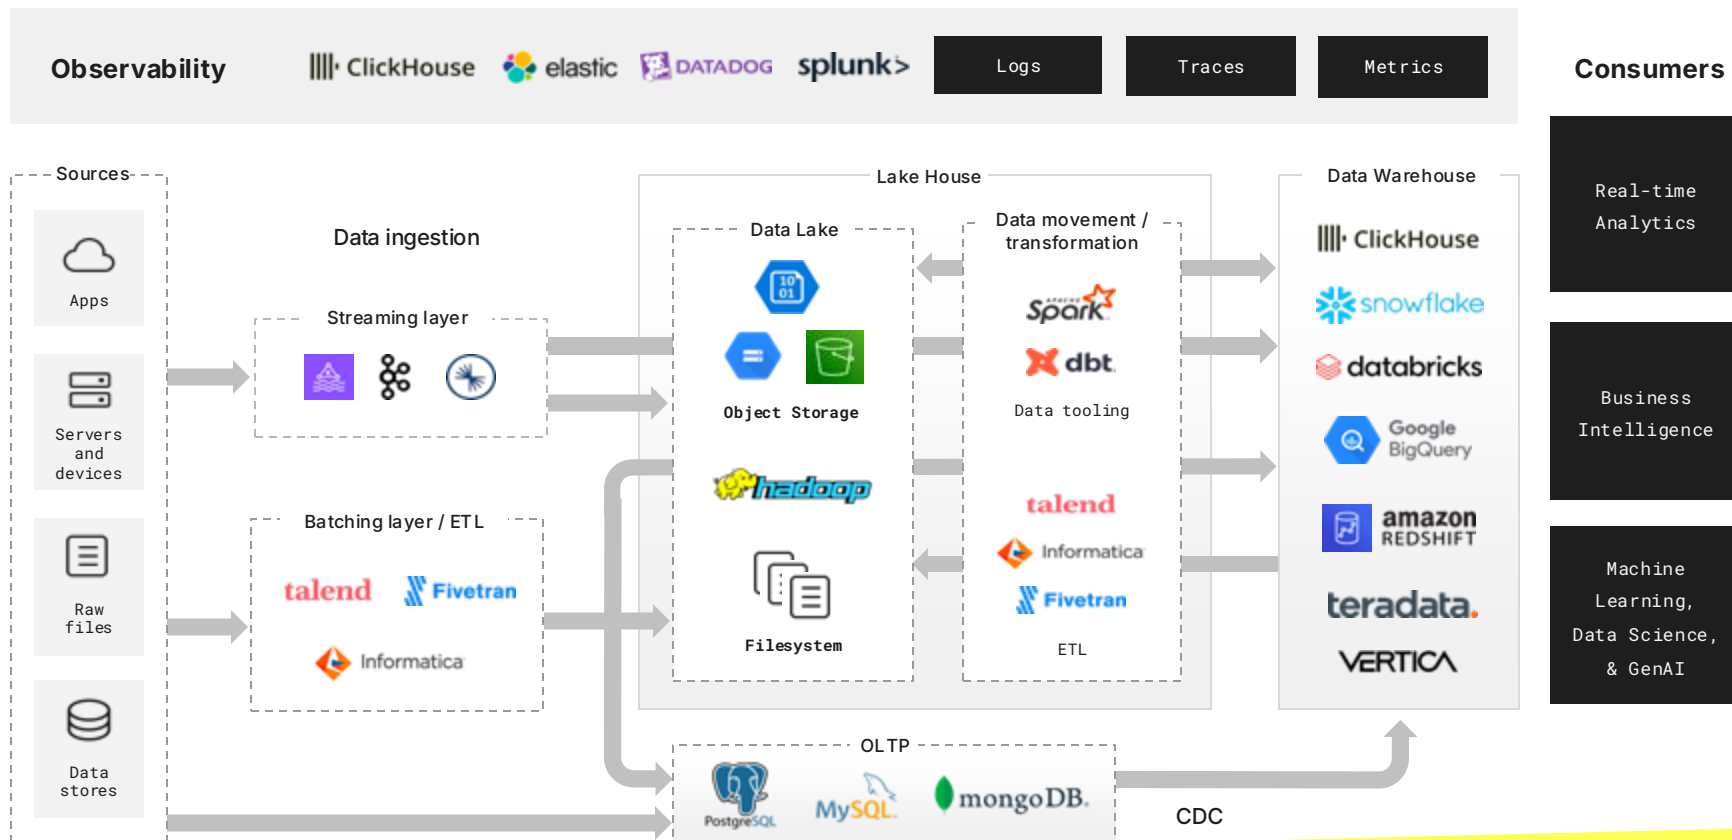 Observability
ClickHouse
elastic
DATADOG
splunk>
Logs
Traces
Metrics
Consumers
Sources
Apps
Servers
and
devices
Raw
files
Data
stores
Data ingestion
Streaming layer
Batching layer / ETL
talend
Fivetran
Informatica
Lake House
Data Lake
10
01
Object Storage
hadoop
Filesystem
Data movement /
transformation
APACHE
Spark
dbt
Data tooling
talend
Informatica
Fivetran
ETL
Data Warehouse
ClickHouse
snowflake
databricks
Google
BigQuery
amazon
REDSHIFT
teradata.
VERTICA
Real-time
Analytics
Business
Intelligence
Machine
Learning,
Data Science,
& GenAI
OLTP
PostgreSQL
MySQL
mongoDB.
CDC